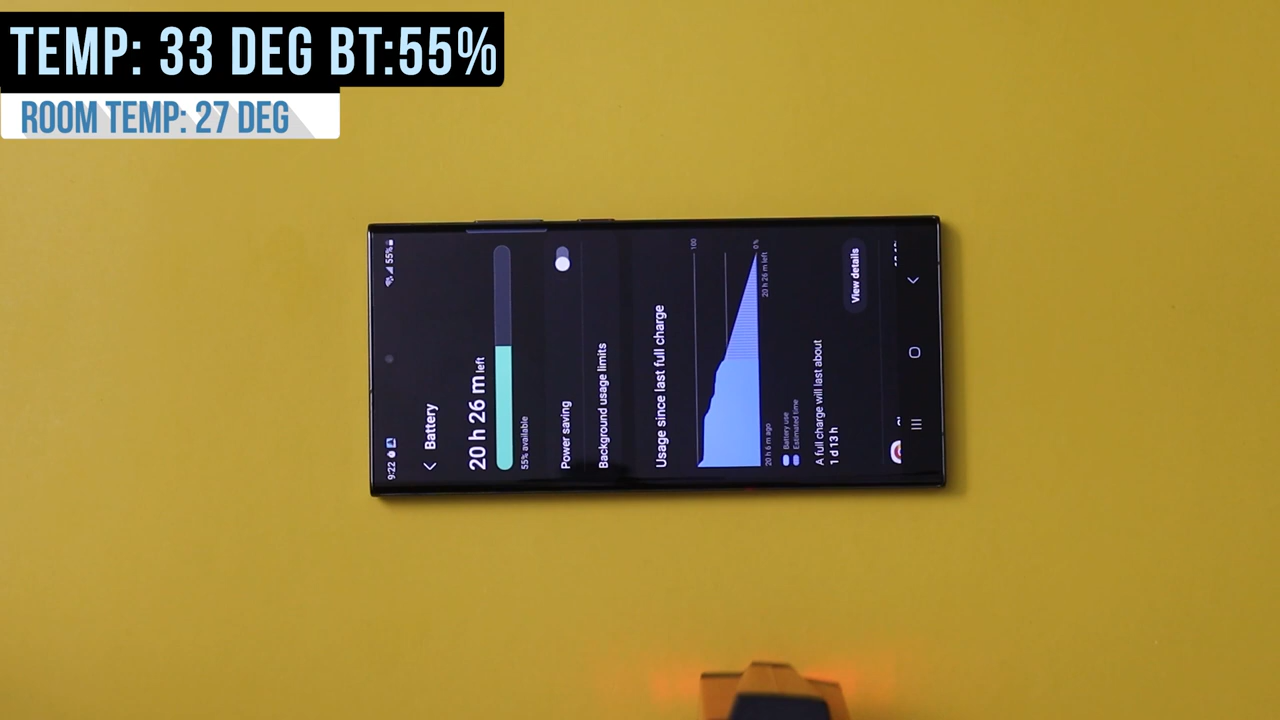 TEMP: 33 DEG BT:55%
ROOM TEMP: 27 DEG
9:22
55%
Battery
20 h 26 m left
55% available
Power saving
Background usage limits
Usage since last full charge
100
0%
20 h 6 m ago
20 h 26 m left
Battery use
Estimated time
A full charge will last about
1 d 13 h
View details